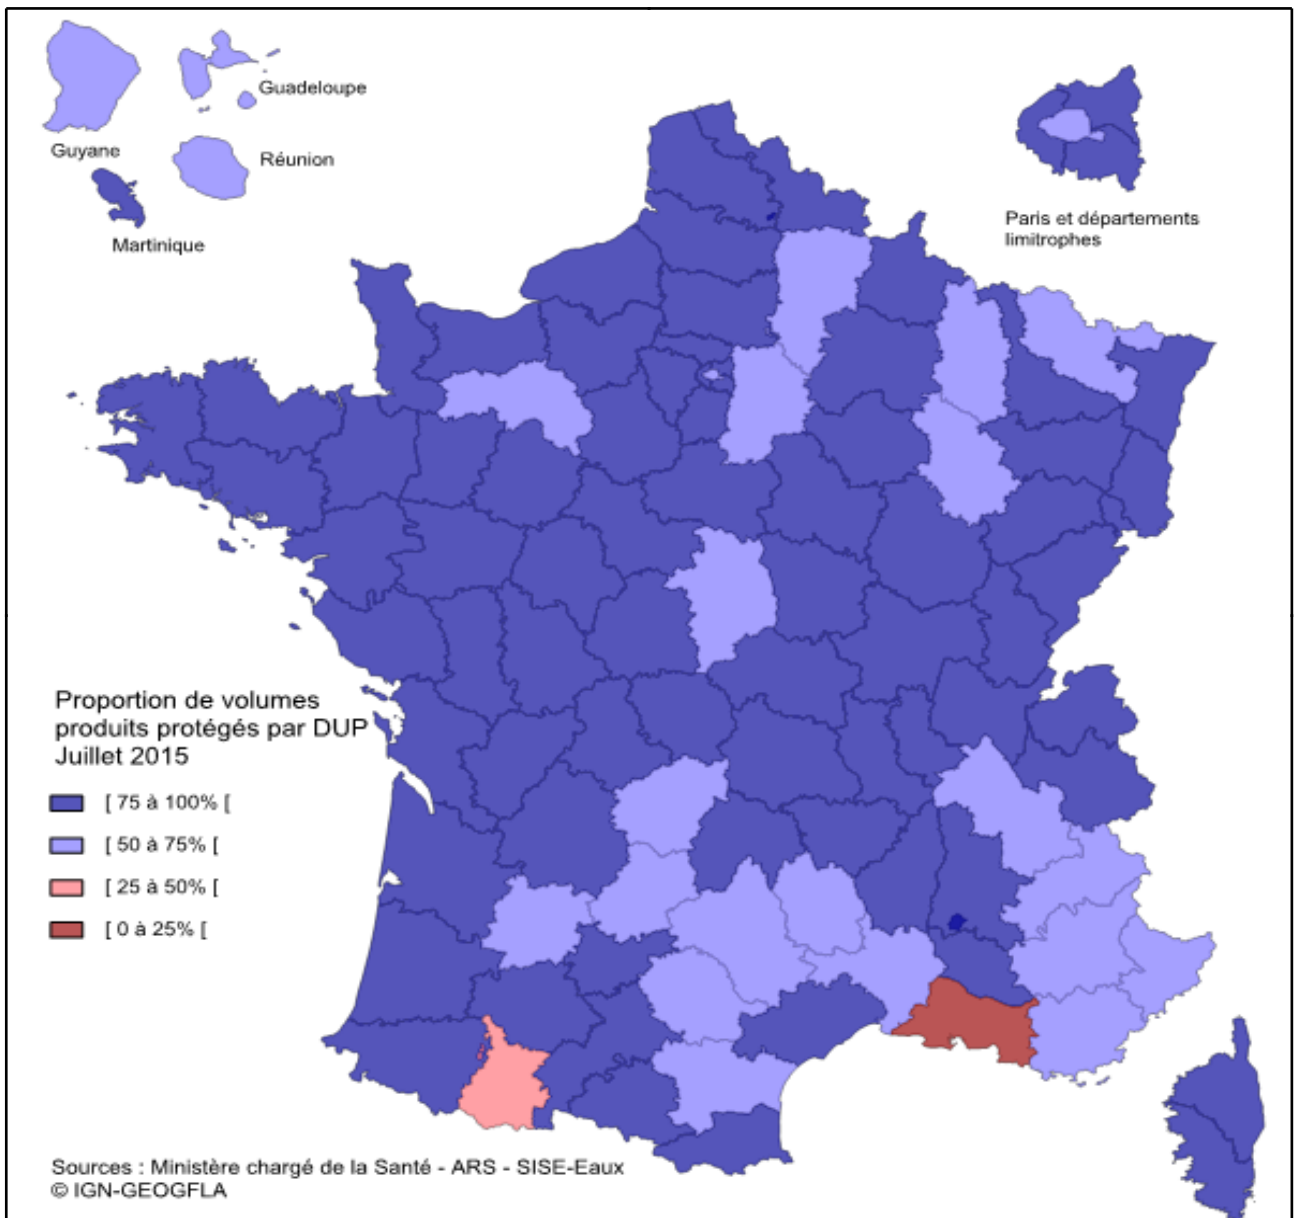 Guyane
Guadeloupe
Réunion
Martinique
Paris et départements
limitrophes
Proportion de volumes
produits protégés par DUP
Juillet 2015
[ 75 à 100% [
[ 50 à 75% [
[ 25 à 50% [
[ 0 à 25% [
Sources : Ministère chargé de la Santé - ARS - SISE-Eaux
© IGN-GEOGFLA